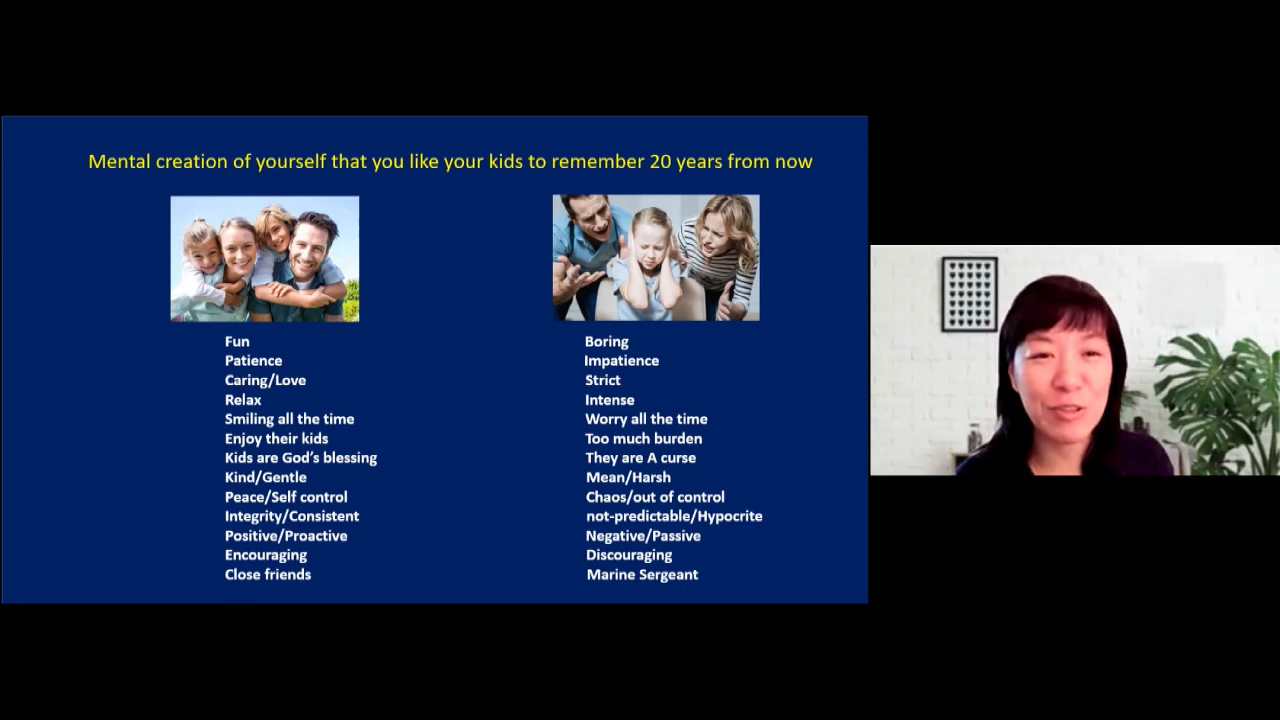 Mental creation of yourself that you like your kids to remember 20 years from now
Fun
Patience
Caring/Love
Relax
Smiling all the time
Enjoy their kids
Kids are God's blessing
Kind/Gentle
Peace/Self control
Integrity/Consistent
Positive/Proactive
Encouraging
Close friends
Boring
Impatience
Strict
Intense
Worry all the time
Too much burden
They are A curse
Mean/Harsh
Chaos/out of control
not-predictable/Hypocrite
Negative/Passive
Discouraging
Marine Sergeant